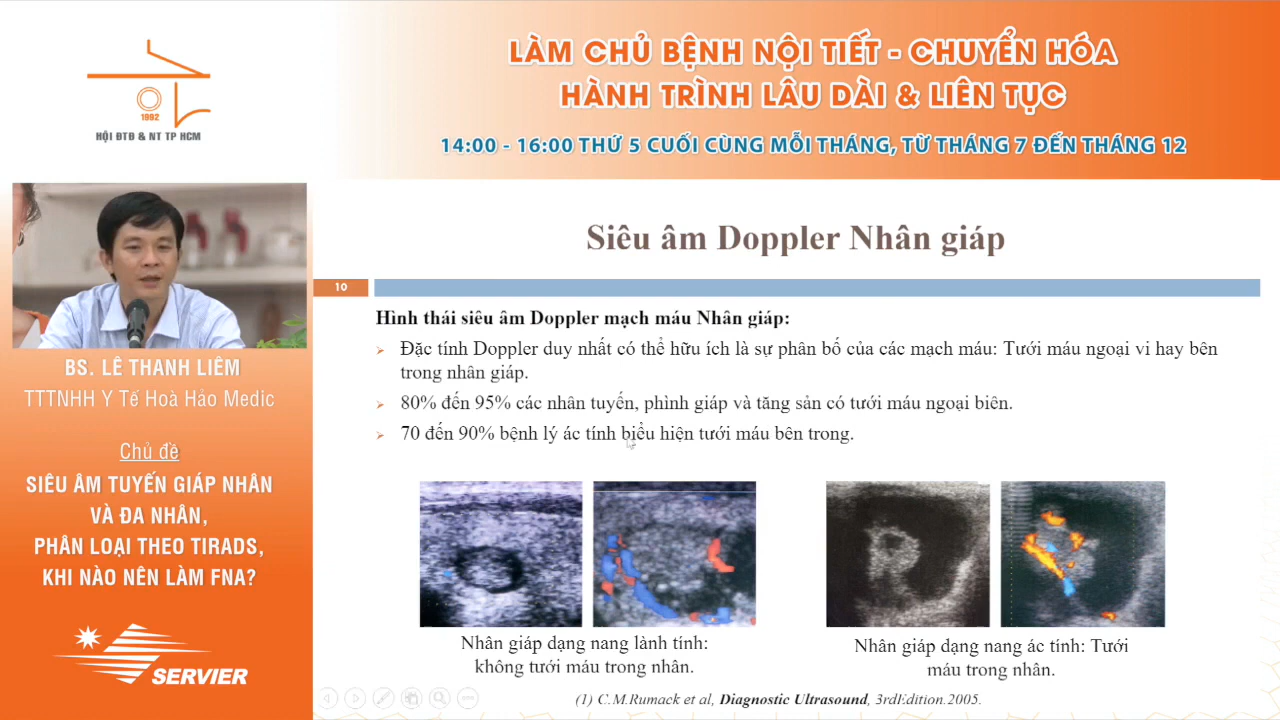 LÀM CHỦ BỆNH NỘI TIẾT - CHUYỂN HÓA
HÀNH TRÌNH LÂU DÀI & LIÊN TỤC
14:00 - 16:00 THỨ 5 CUỐI CÙNG MỖI THÁNG, TỪ THÁNG 7 ĐẾN THÁNG 12
1992
HỘI ĐTĐ & NT TP HCM
BS. LÊ THANH LIÊM
TTTNHH Y Tế Hoà Hảo Medic
Chủ đề
SIÊU ÂM TUYẾN GIÁP NHÂN
VÀ ĐA NHÂN,
PHÂN LOẠI THEO TIRADS,
KHI NÀO NÊN LÀM FNA?
SERVIER
Siêu âm Doppler Nhân giáp
10
Hình thái siêu âm Doppler mạch máu Nhân giáp:
Đặc tính Doppler duy nhất có thể hữu ích là sự phân bố của các mạch máu: Tưới máu ngoại vi hay bên
trong nhân giáp.
80% đến 95% các nhân tuyến, phình giáp và tăng sản có tưới máu ngoại biên.
70 đến 90% bệnh lý ác tính biểu hiện tưới máu bên trong.
Nhân giáp dạng nang lành tính:
không tưới máu trong nhân.
Nhân giáp dạng nang ác tính: Tưới
máu trong nhân.
(1) C.M.Rumack et al, Diagnostic Ultrasound, 3rdEdition.2005.